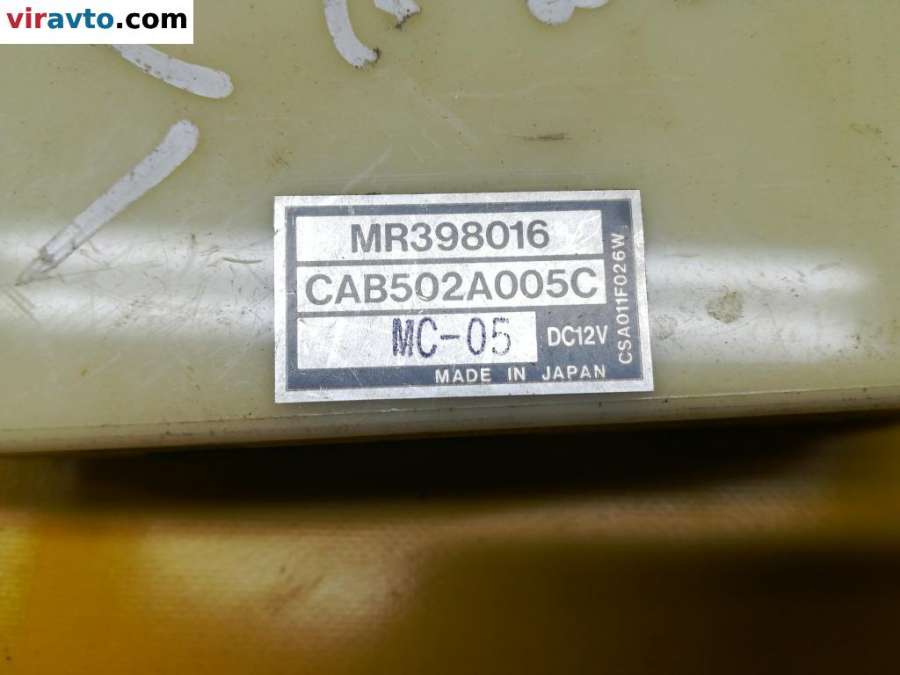 viravto.com
MR398016
CAB502A005C
MC-05
DC12V
MADE IN JAPAN
CSA011F026W